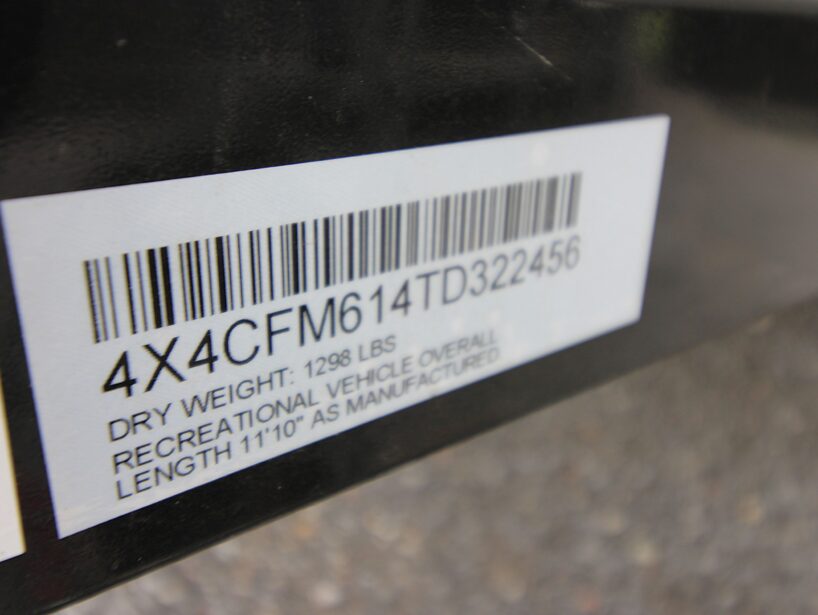 4X4CFM614TD322456
DRY WEIGHT: 1298 LBS
RECREATIONAL VEHICLE OVERALL
LENGTH 11'10" AS MANUFACTURED